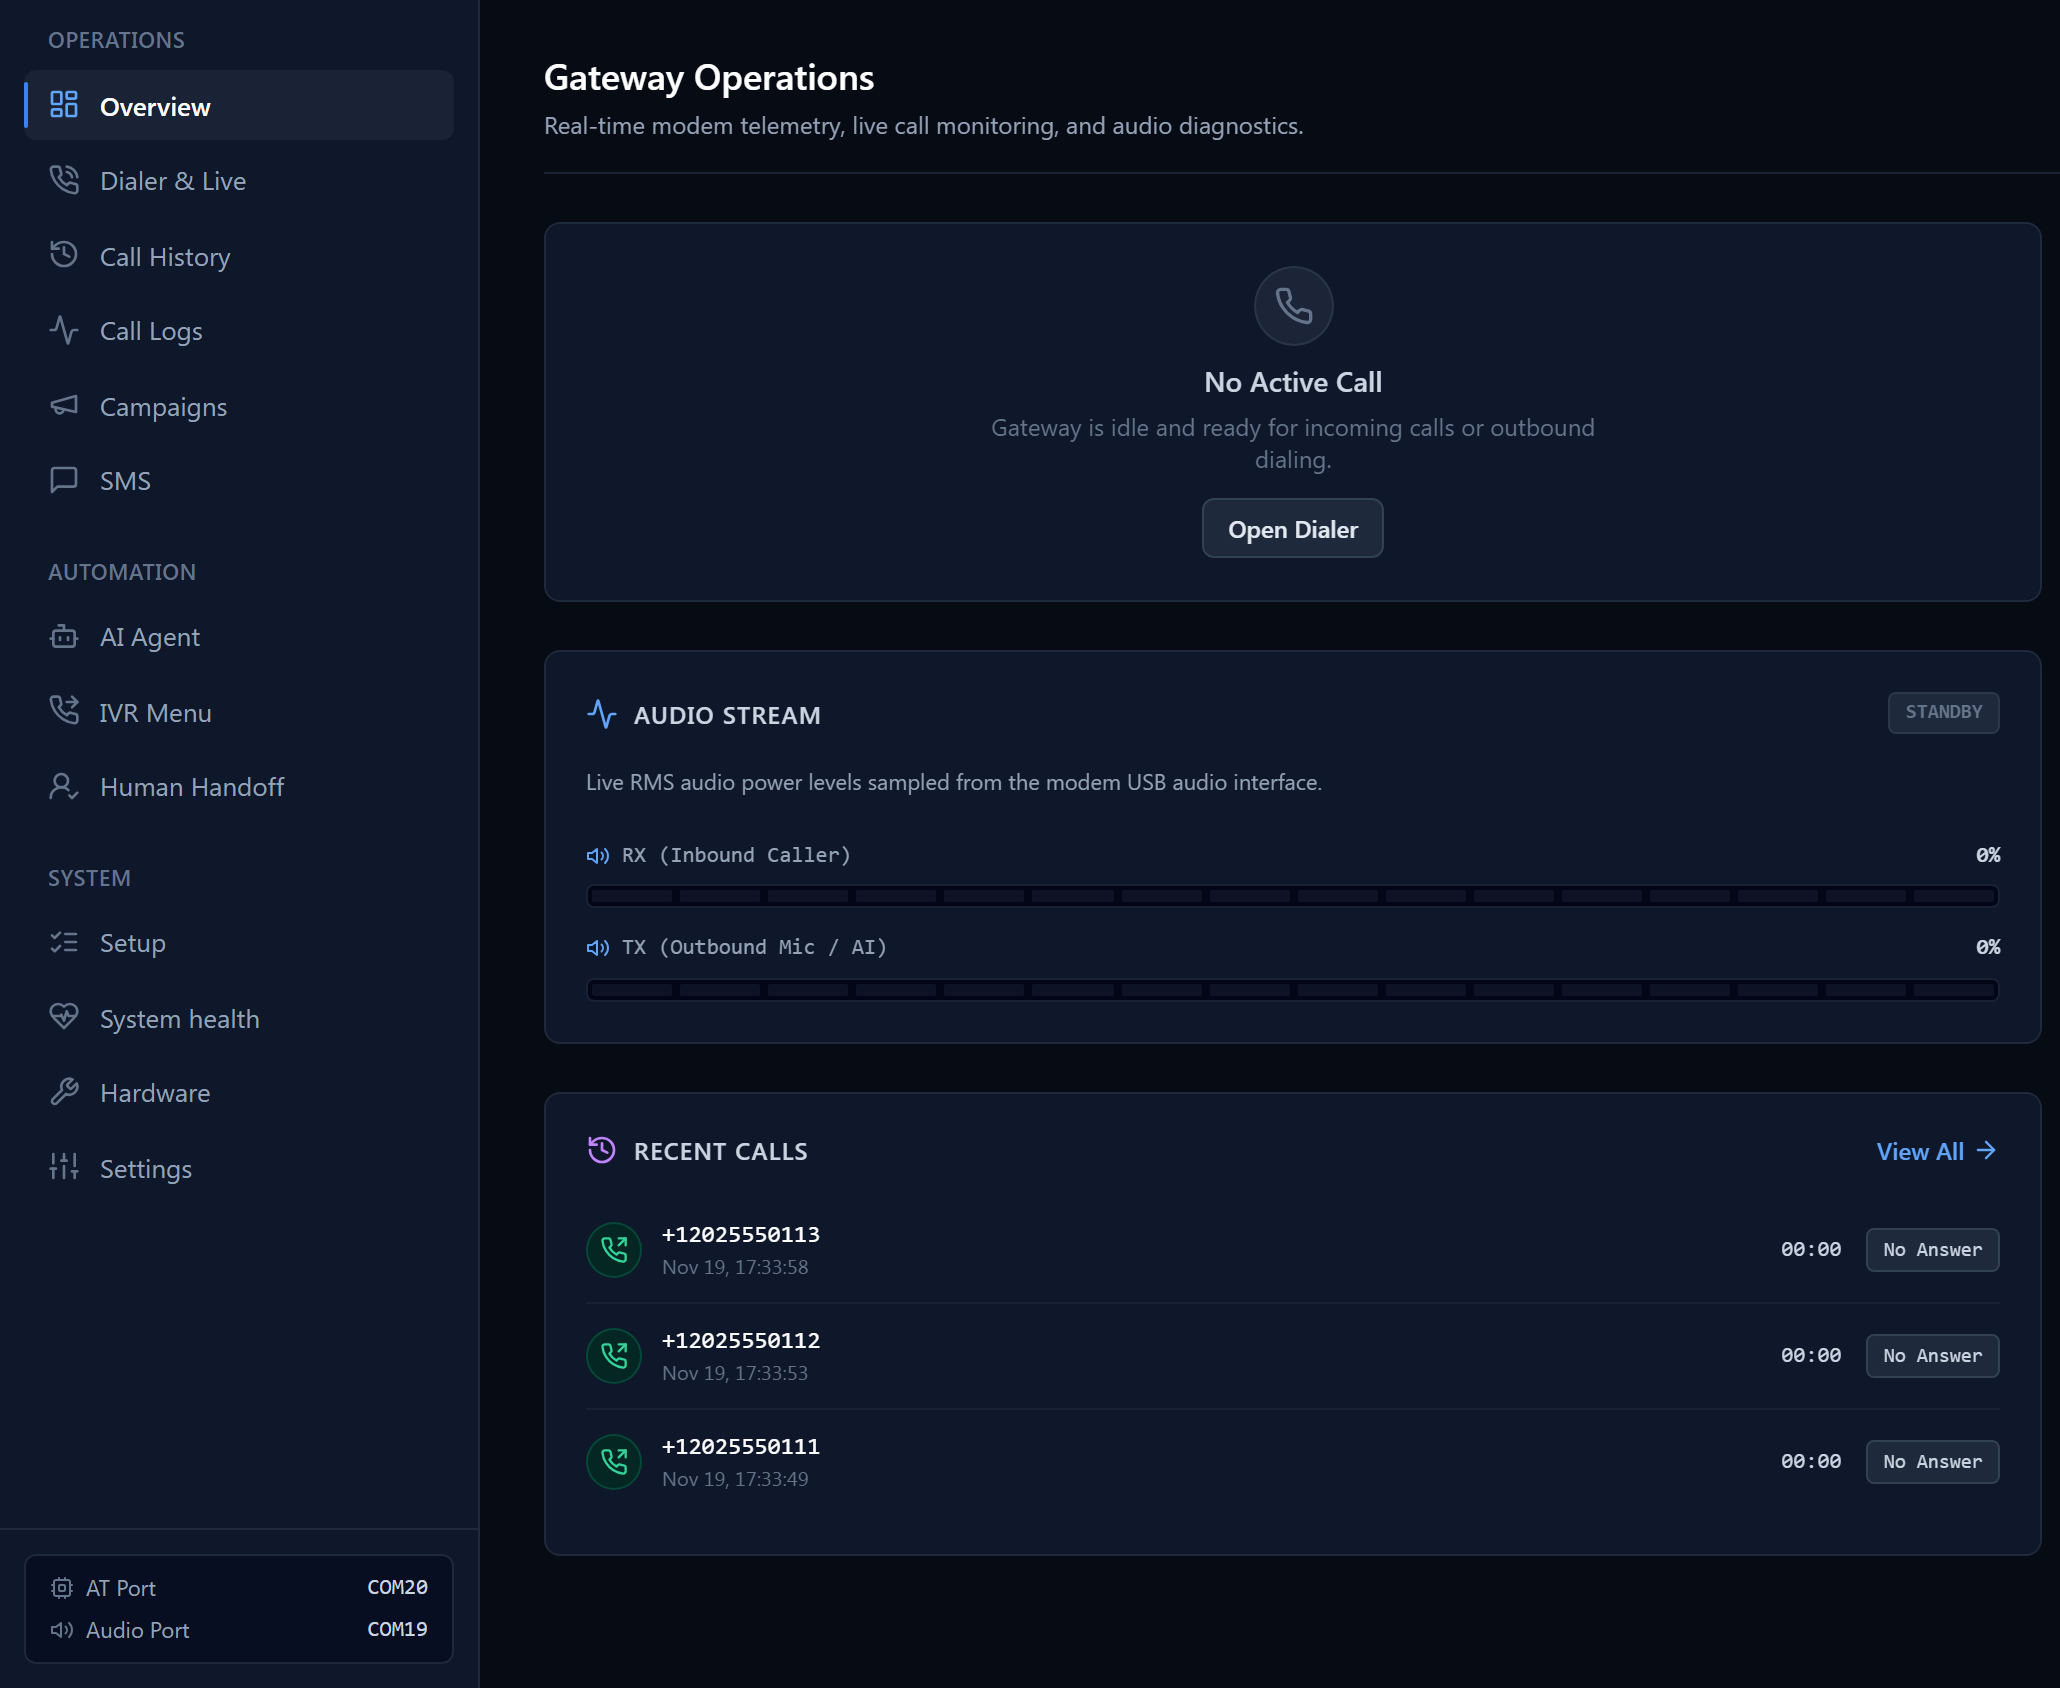 OPERATIONS
Overview
Dialer & Live
Call History
Call Logs
Campaigns
SMS
AUTOMATION
AI Agent
IVR Menu
Human Handoff
SYSTEM
Setup
System health
Hardware
Settings
AT Port COM20
Audio Port COM19
Gateway Operations
Real-time modem telemetry, live call monitoring, and audio diagnostics.
No Active Call
Gateway is idle and ready for incoming calls or outbound
dialing.
Open Dialer
AUDIO STREAM STANDBY
Live RMS audio power levels sampled from the modem USB audio interface.
RX (Inbound Caller) 0%
TX (Outbound Mic / AI) 0%
RECENT CALLS View All
+12025550113
Nov 19, 17:33:58
00:00 No Answer
+12025550112
Nov 19, 17:33:53
00:00 No Answer
+12025550111
Nov 19, 17:33:49
00:00 No Answer